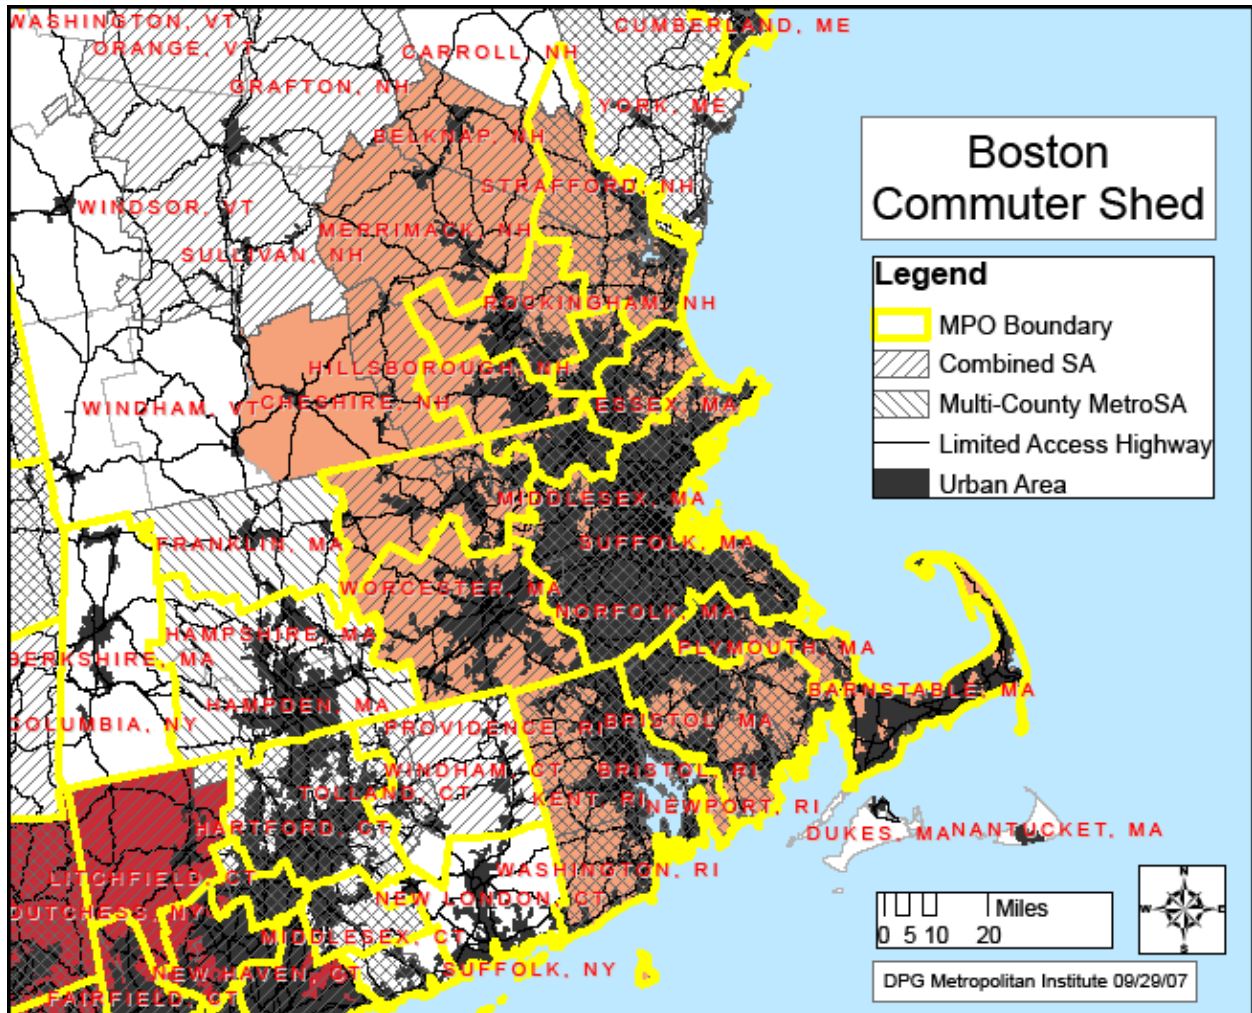 WASHINGTON, VT
CUMBERLAND, ME
ORANGE, VT
CARROLL, NH
GRAFTON, NH
YORK, ME
BELKNAP, NH
STRAFFORD, NH
WINDSOR, VT
MERRIMACK, NH
SULLIVAN, NH
ROCKINGHAM, NH
HILLSBOROUGH, NH
WINDHAM, VT
CHESHIRE, NH
ESSEX, MA
MIDDLESEX, MA
FRANKLIN, MA
SUFFOLK, MA
WORCESTER, MA
NORFOLK, MA
HAMPSHIRE, MA
PLYMOUTH, MA
BERKSHIRE, MA
BARNSTABLE, MA
HAMPDEN, MA
COLUMBIA, NY
BRISTOL, MA
PROVIDENCE, RI
WINDHAM, CT
BRISTOL, RI
TOLLAND, CT
KENT, RI
NEWPORT, RI
HARTFORD, CT
DUKES, MA
NANTUCKET, MA
LITCHFIELD, CT
WASHINGTON, RI
NEW LONDON, CT
DUTCHESS, NY
MIDDLESEX, CT
NEW HAVEN, CT
SUFFOLK, NY
FAIRFIELD, CT
Boston
Commuter Shed
Legend
MPO Boundary
Combined SA
Multi-County MetroSA
Limited Access Highway
Urban Area
Miles
0 5 10 20
N
W E
S
DPG Metropolitan Institute 09/29/07